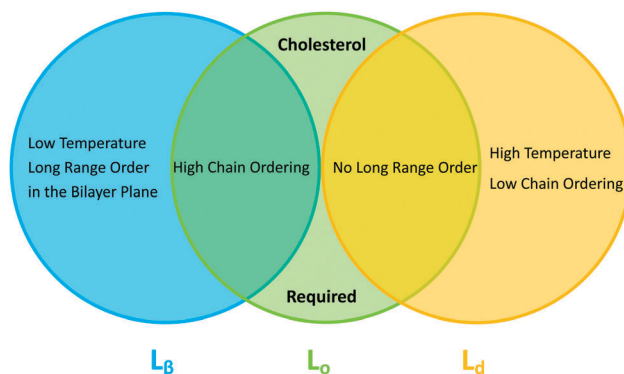 Cholesterol
Low Temperature
Long Range Order
in the Bilayer Plane
High Chain Ordering
No Long Range Order
High Temperature
Low Chain Ordering
Required
Lβ
Lo
Ld